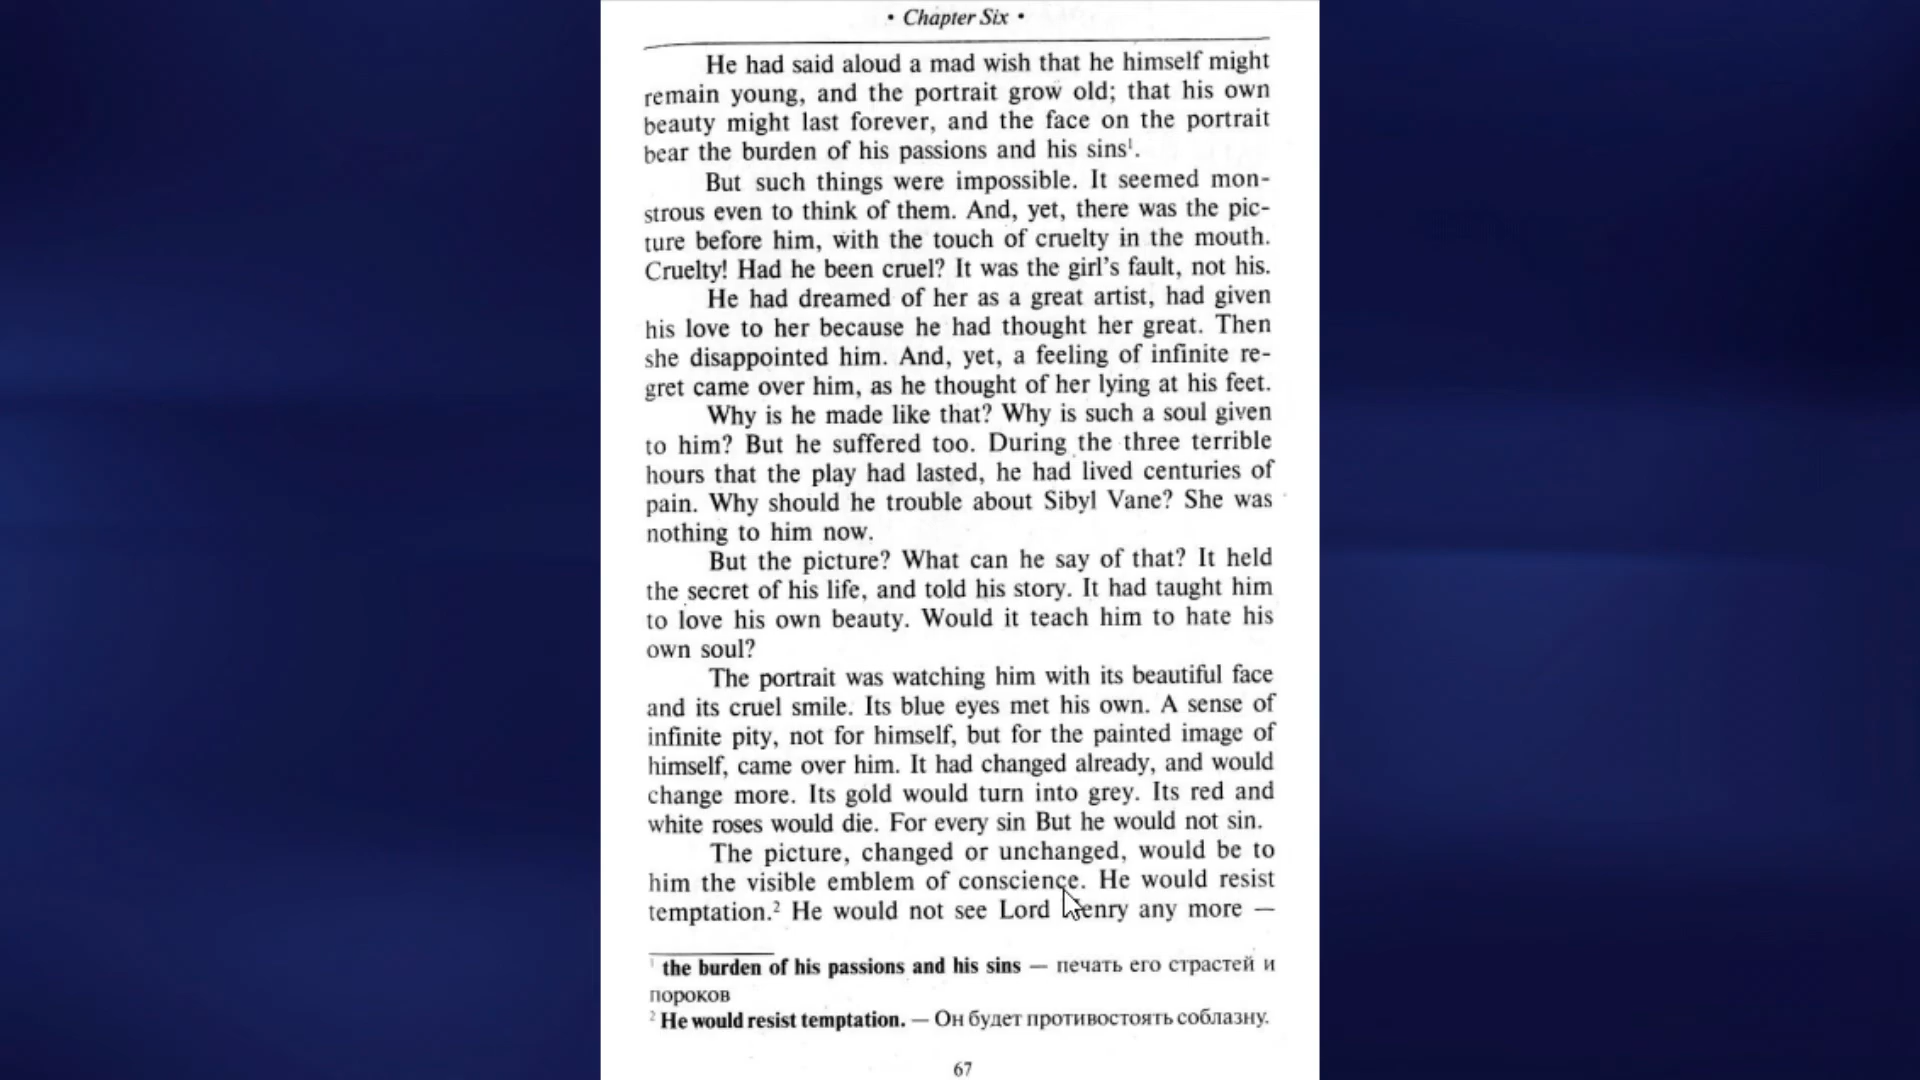 • Chapter Six •
He had said aloud a mad wish that he himself might
remain young, and the portrait grow old; that his own
beauty might last forever, and the face on the portrait
bear the burden of his passions and his sins¹.
But such things were impossible. It seemed mon-
strous even to think of them. And, yet, there was the pic-
ture before him, with the touch of cruelty in the mouth.
Cruelty! Had he been cruel? It was the girl's fault, not his.
He had dreamed of her as a great artist, had given
his love to her because he had thought her great. Then
she disappointed him. And, yet, a feeling of infinite re-
gret came over him, as he thought of her lying at his feet.
Why is he made like that? Why is such a soul given
to him? But he suffered too. During the three terrible
hours that the play had lasted, he had lived centuries of
pain. Why should he trouble about Sibyl Vane? She was
nothing to him now.
But the picture? What can he say of that? It held
the secret of his life, and told his story. It had taught him
to love his own beauty. Would it teach him to hate his
own soul?
The portrait was watching him with its beautiful face
and its cruel smile. Its blue eyes met his own. A sense of
infinite pity, not for himself, but for the painted image of
himself, came over him. It had changed already, and would
change more. Its gold would turn into grey. Its red and
white roses would die. For every sin But he would not sin.
The picture, changed or unchanged, would be to
him the visible emblem of conscience. He would resist
temptation.² He would not see Lord Henry any more —
¹ the burden of his passions and his sins — печать его страстей и
пороков
² He would resist temptation. — Он будет противостоять соблазну.
67